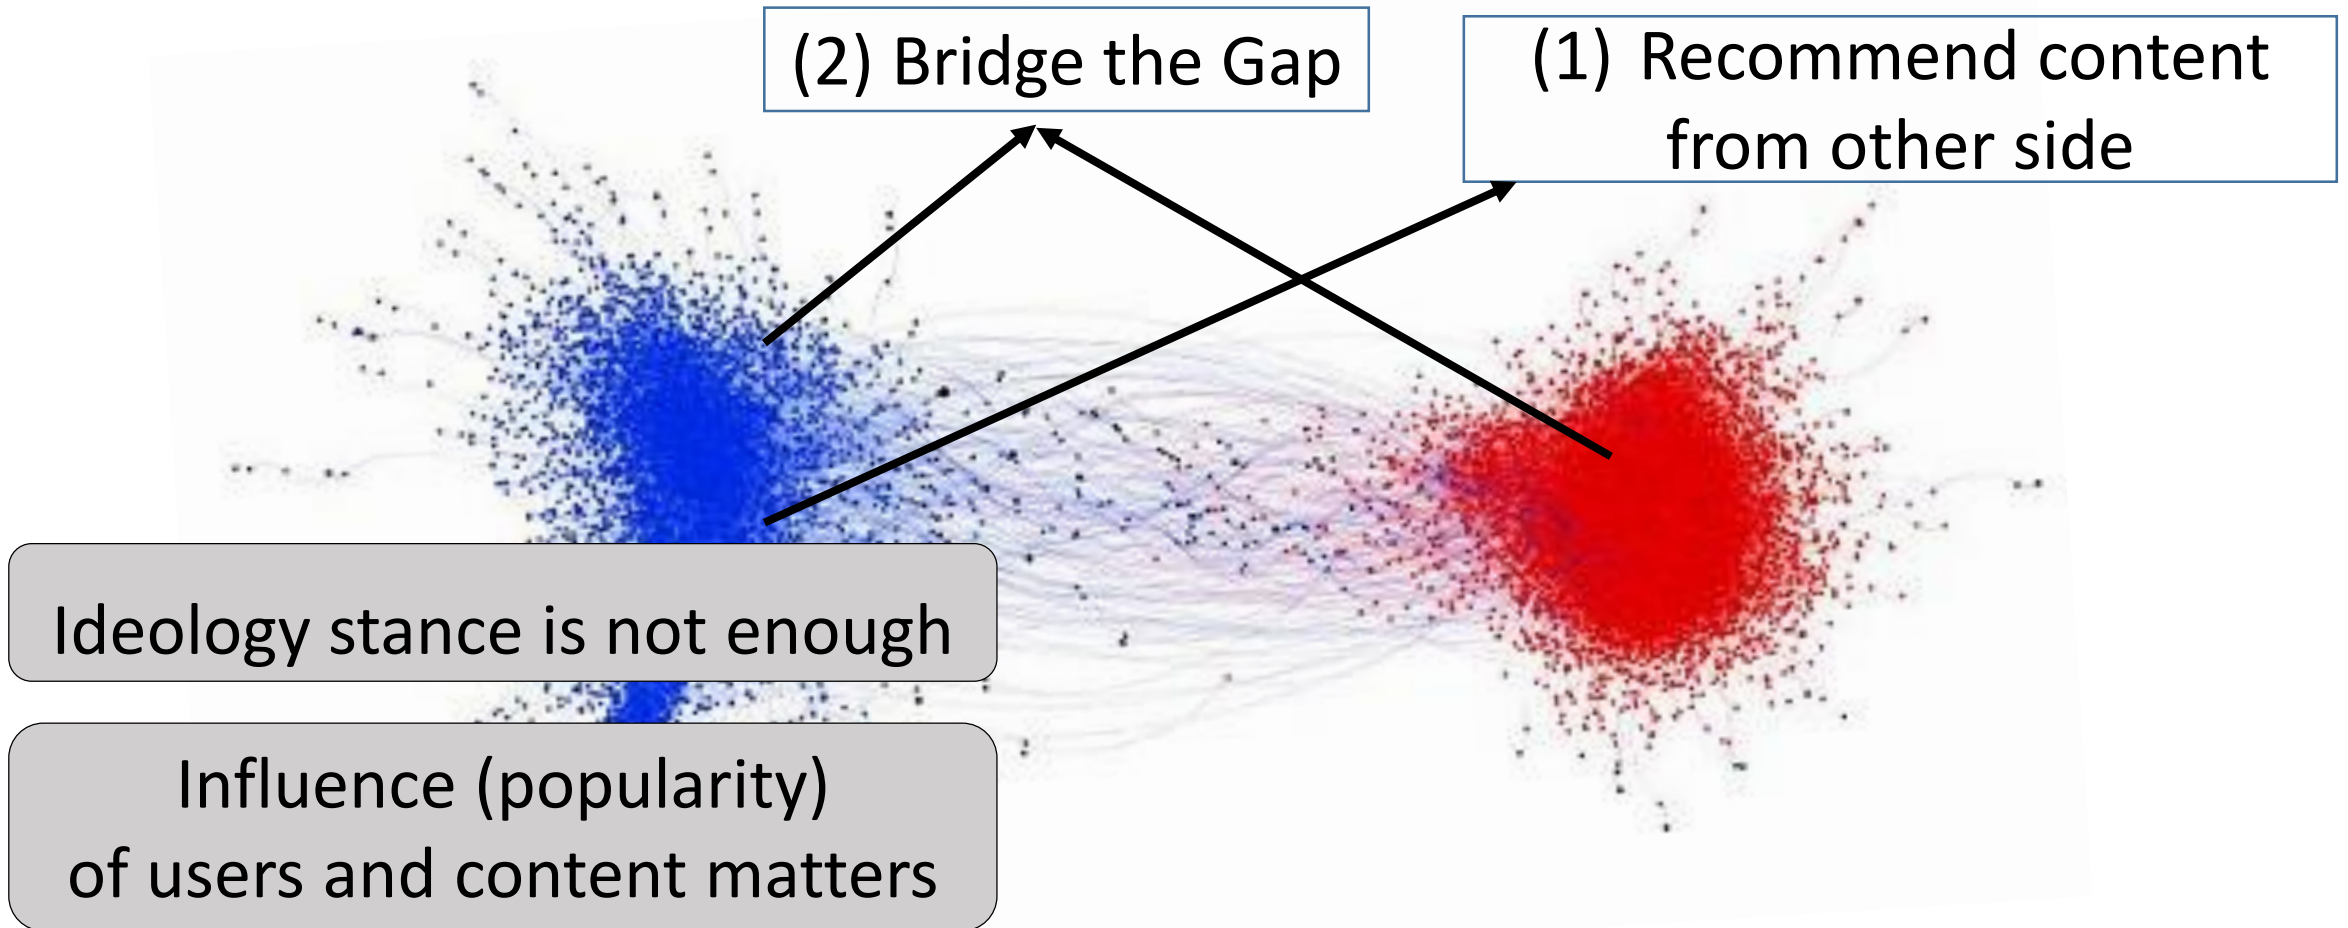 (2) Bridge the Gap
(1) Recommend content
from other side
Ideology stance is not enough
Influence (popularity)
of users and content matters